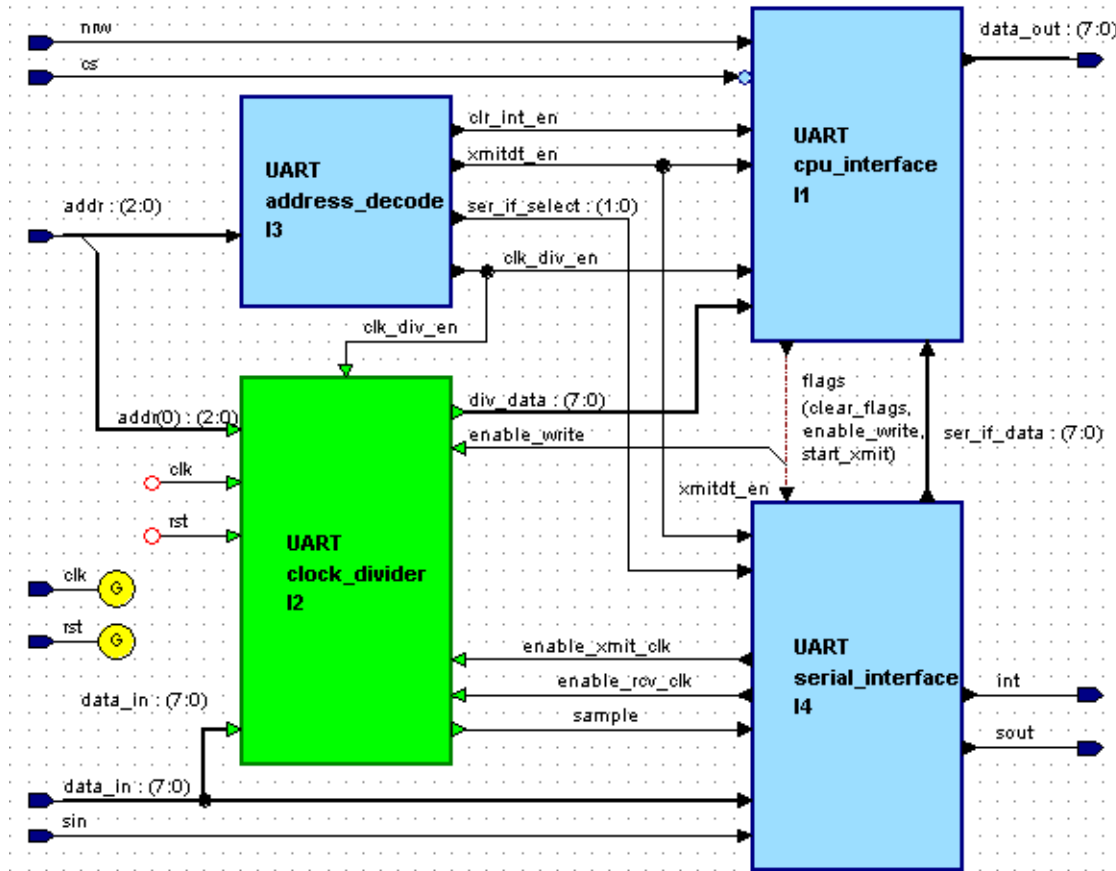 nrw
cs
data_out : (7:0)
clr_int_en
xmitdt_en
UART
cpu_interface
I1
UART
address_decode
I3
addr : (2:0)
ser_if_select : (1:0)
clk_div_en
clk_div_en
addr(0) : (2:0)
div_data : (7:0)
enable_write
flags
(clear_flags,
enable_write,
start_xmit)
ser_if_data : (7:0)
clk
xmitdt_en
rst
UART
clock_divider
I2
clk
G
rst
G
enable_xmit_clk
UART
serial_interface
I4
enable_rcv_clk
int
data_in : (7:0)
sample
sout
data_in : (7:0)
sin